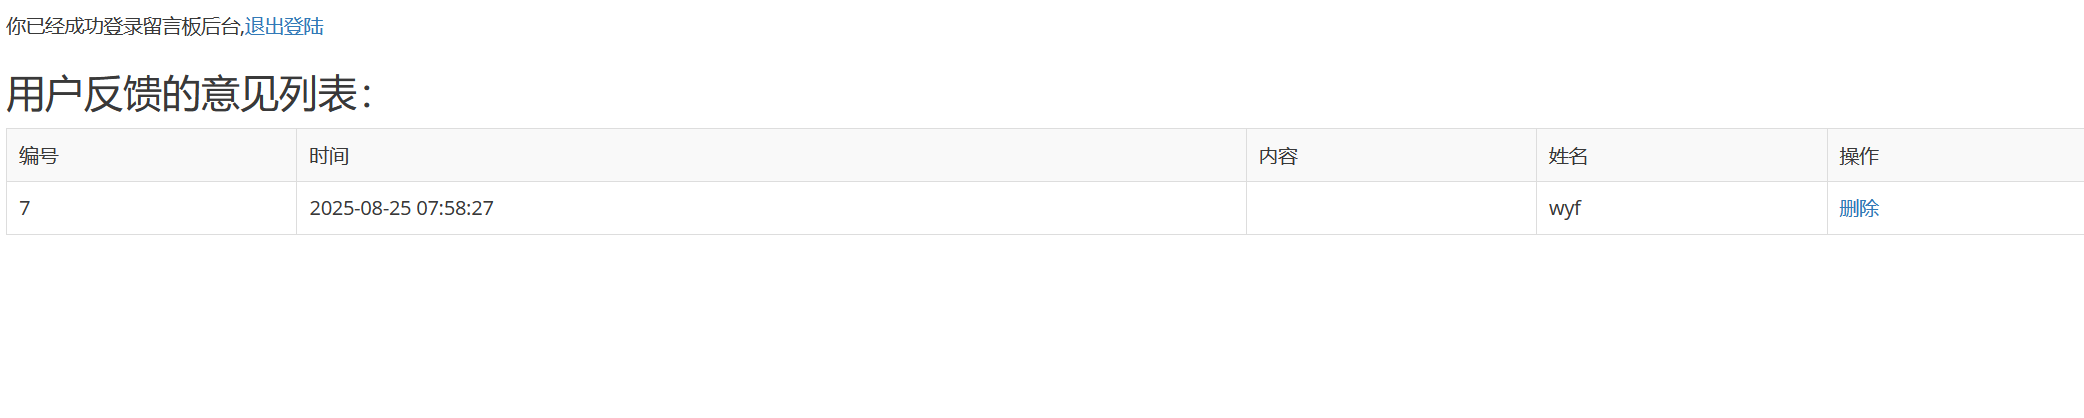 你已经成功登录留言板后台,退出登陆
用户反馈的意见列表：
编号 时间 内容 姓名 操作
7 2025-08-25 07:58:27 wyf 删除